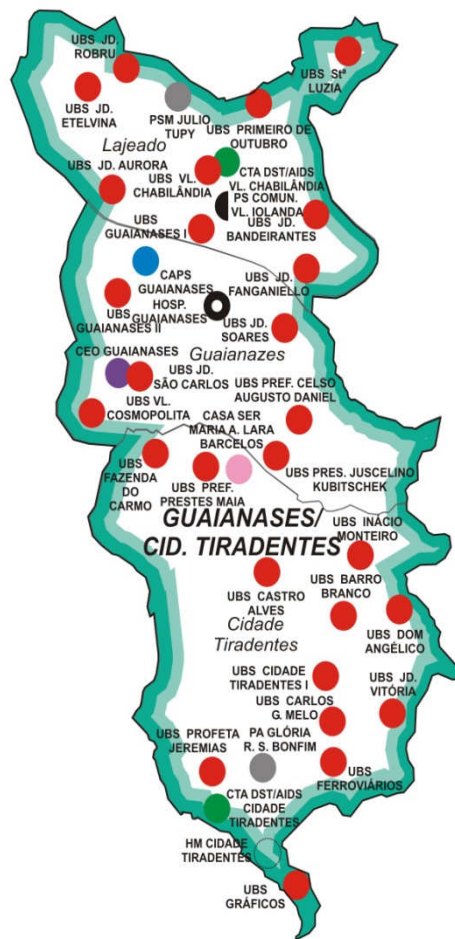 UBS JD.
ROBRU
UBS Stª
LUZIA
UBS JD.
ETELVINA
PSM JULIO
TUPY
UBS PRIMEIRO DE
OUTUBRO
Lajeado
UBS JD. AURORA
UBS VL.
CHABILÂNDIA
CTA DST/AIDS
VL. CHABILÂNDIA
PS COMUN.
VL. IOLANDA
UBS
GUAIANASES I
UBS JD.
BANDEIRANTES
CAPS
GUAIANASES
UBS JD.
FANGANIELLO
HOSP.
GUAIANASES
UBS
GUAIANASES II
UBS JD.
SOARES
Guaianazes
CEO GUAIANASES
UBS JD.
SÃO CARLOS
UBS PREF. CELSO
AUGUSTO DANIEL
UBS VL.
COSMOPOLITA
CASA SER
MARIA A. LARA
BARCELOS
UBS
FAZENDA
DO
CARMO
UBS PREF.
PRESTES MAIA
UBS PRES. JUSCELINO
KUBITSCHEK
GUAIANASES/
CID. TIRADENTES
UBS INÁCIO
MONTEIRO
UBS BARRO
BRANCO
UBS CASTRO
ALVES
Cidade
Tiradentes
UBS DOM
ANGÉLICO
UBS CIDADE
TIRADENTES I
UBS JD.
VITÓRIA
UBS CARLOS
G. MELO
UBS PROFETA
JEREMIAS
PA GLÓRIA
R. S. BONFIM
UBS
FERROVIÁRIOS
CTA DST/AIDS
CIDADE
TIRADENTES
HM CIDADE
TIRADENTES
UBS
GRÁFICOS